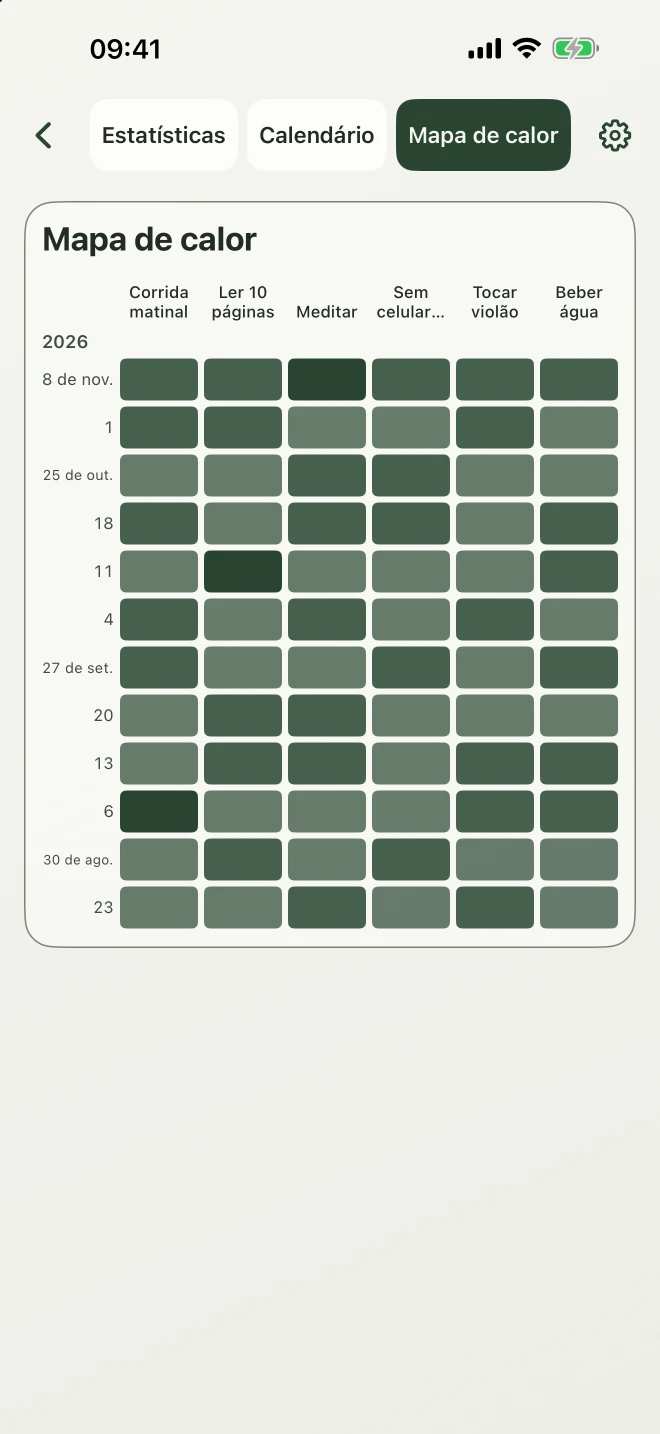 09:41
Estatísticas
Calendário
Mapa de calor
Mapa de calor
Corrida matinal
Ler 10 páginas
Meditar
Sem celular...
Tocar violão
Beber água
2026
8 de nov.
1
25 de out.
18
11
4
27 de set.
20
13
6
30 de ago.
23